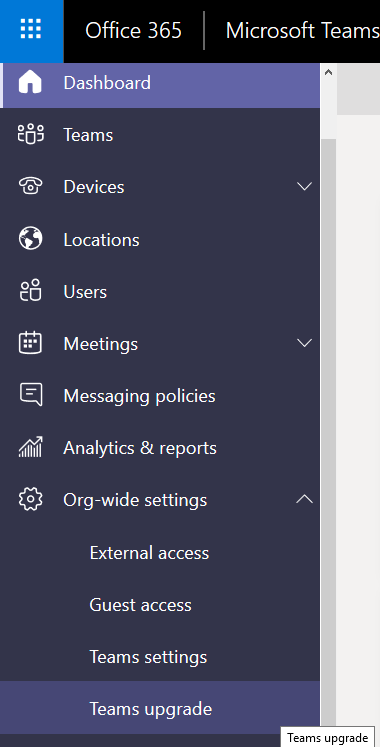 Office 365 Microsoft Teams
Dashboard
Teams
Devices
Locations
Users
Meetings
Messaging policies
Analytics & reports
Org-wide settings
External access
Guest access
Teams settings
Teams upgrade
Teams upgrade